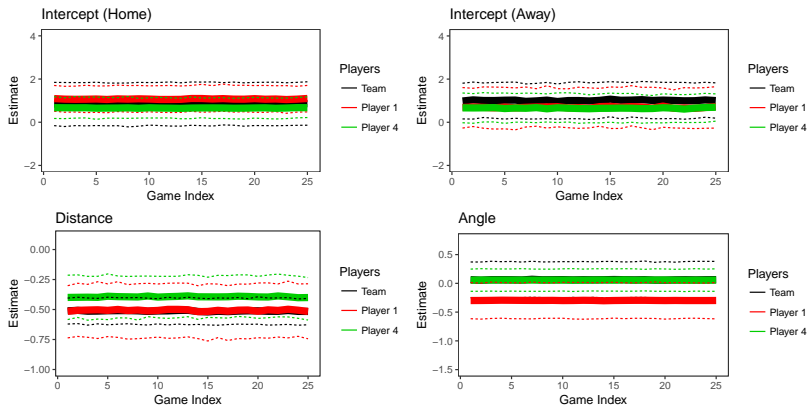 Intercept (Home)
4
2
0
−2
Estimate
0 5 10 15 20 25
Game Index
Players
Team
Player 1
Player 4
Intercept (Away)
4
2
0
−2
Estimate
0 5 10 15 20 25
Game Index
Players
Team
Player 1
Player 4
Distance
0.00
−0.25
−0.50
−0.75
−1.00
Estimate
0 5 10 15 20 25
Game Index
Players
Team
Player 1
Player 4
Angle
0.5
0.0
−0.5
−1.0
−1.5
Estimate
0 5 10 15 20 25
Game Index
Players
Team
Player 1
Player 4